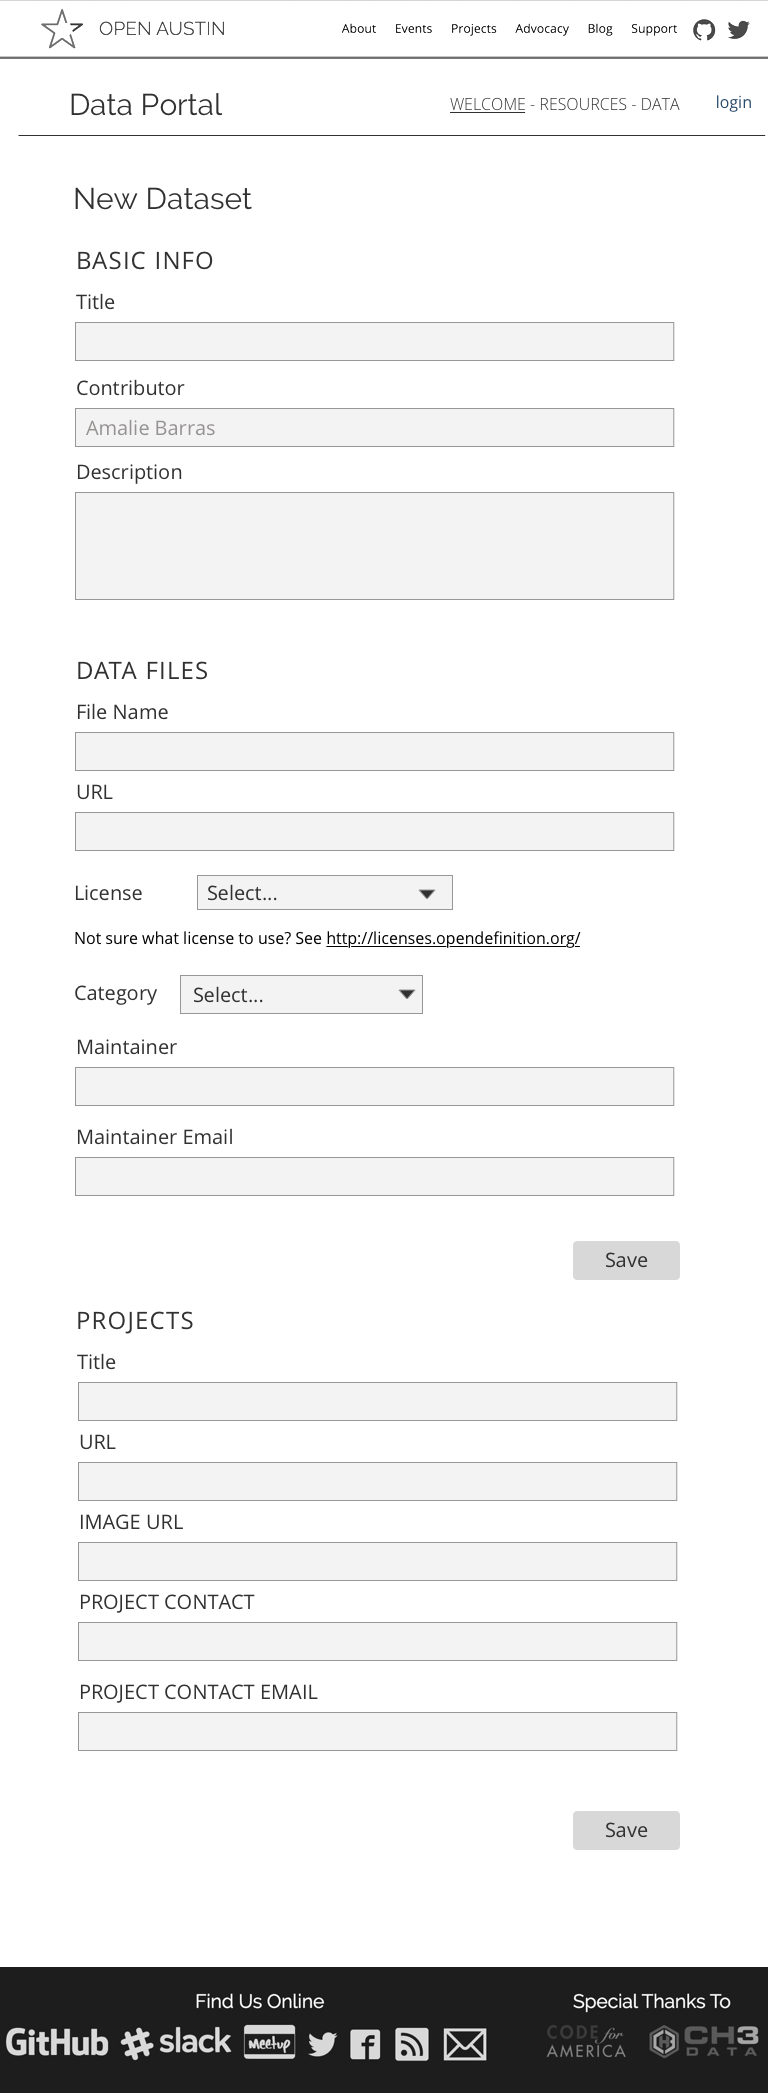 OPEN AUSTIN About Events Projects Advocacy Blog Support
Data Portal WELCOME - RESOURCES - DATA login
New Dataset
BASIC INFO
Title
Contributor
Amalie Barras
Description
DATA FILES
File Name
URL
License Select...
Not sure what license to use? See http://licenses.opendefinition.org/
Category Select...
Maintainer
Maintainer Email
Save
PROJECTS
Title
URL
IMAGE URL
PROJECT CONTACT
PROJECT CONTACT EMAIL
Save
Find Us Online Special Thanks To
GitHub slack Meetup CODE for AMERICA CH3 DATA